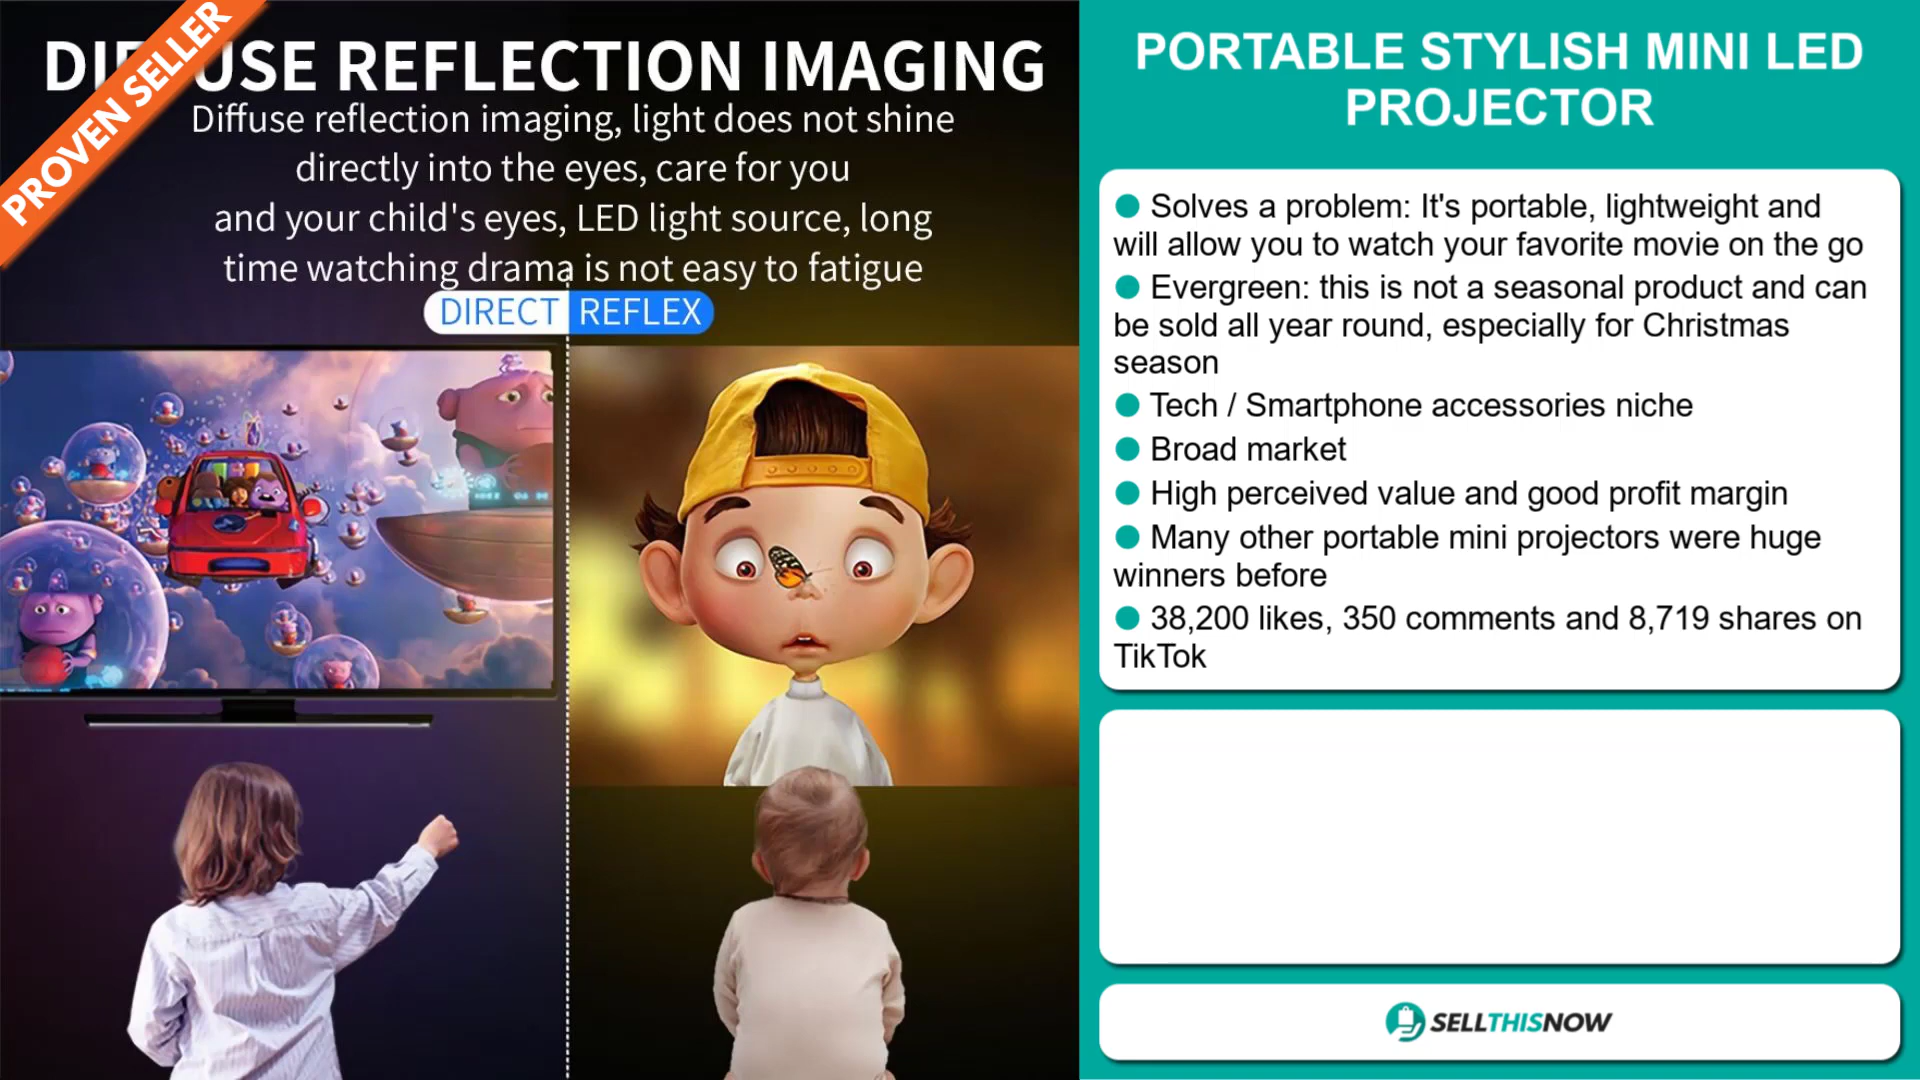 PROVEN SELLER
DIFFUSE REFLECTION IMAGING
Diffuse reflection imaging, light does not shine
directly into the eyes, care for you
and your child's eyes, LED light source, long
time watching drama is not easy to fatigue
DIRECT REFLEX
PORTABLE STYLISH MINI LED
PROJECTOR
Solves a problem: It's portable, lightweight and
will allow you to watch your favorite movie on the go
Evergreen: this is not a seasonal product and can
be sold all year round, especially for Christmas
season
Tech / Smartphone accessories niche
Broad market
High perceived value and good profit margin
Many other portable mini projectors were huge
winners before
38,200 likes, 350 comments and 8,719 shares on
TikTok
SELLTHISNOW